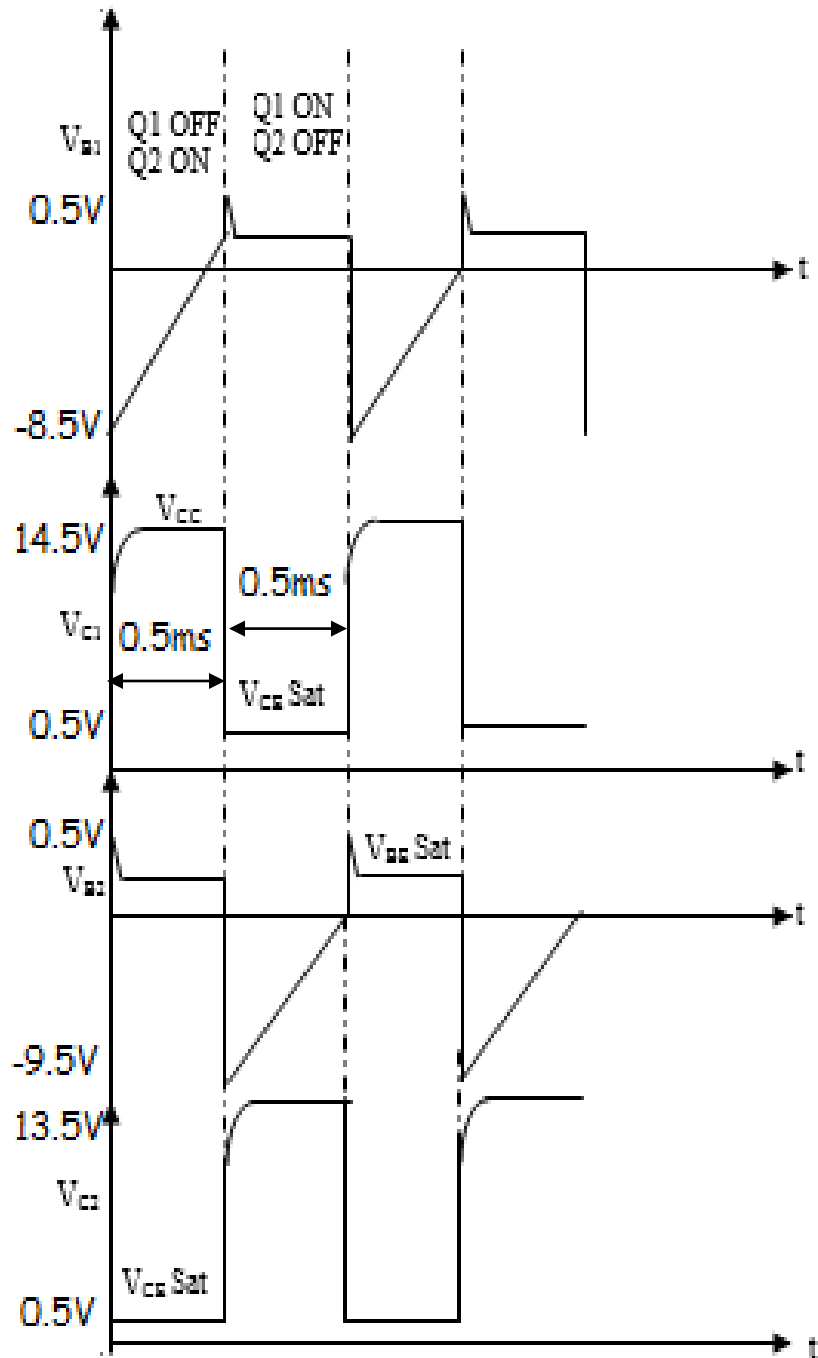 Q1 OFF
Q2 ON
Q1 ON
Q2 OFF
VB1
0.5V
t
-8.5V
VCC
14.5V
0.5ms
VC1
0.5ms
VCE Sat
0.5V
t
0.5V
VBE Sat
VB2
t
-9.5V
13.5V
VC2
VCE Sat
0.5V
t